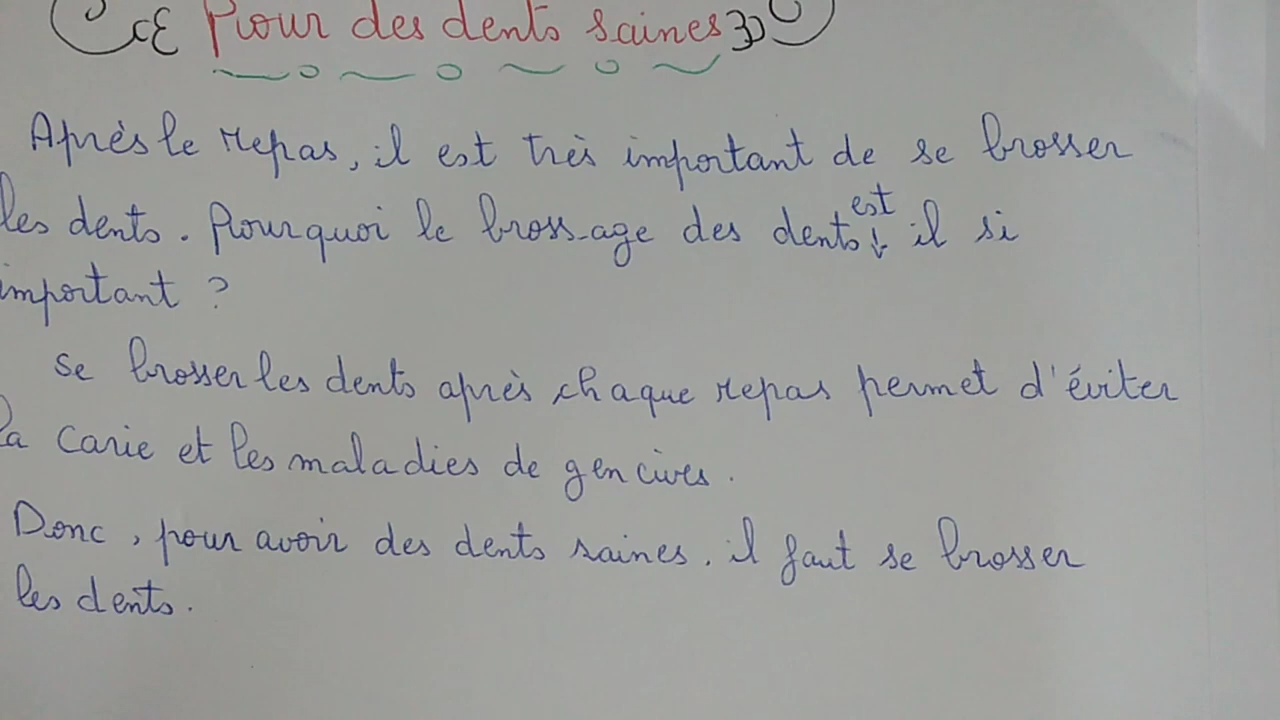 Pour des dents saines
Après le repas, il est très important de se brosser
les dents. Pourquoi le brossage des dents est il si
important ?
se brosser les dents après chaque repas permet d'éviter
la carie et les maladies de gencives.
Donc, pour avoir des dents saines. il faut se brosser
les dents.